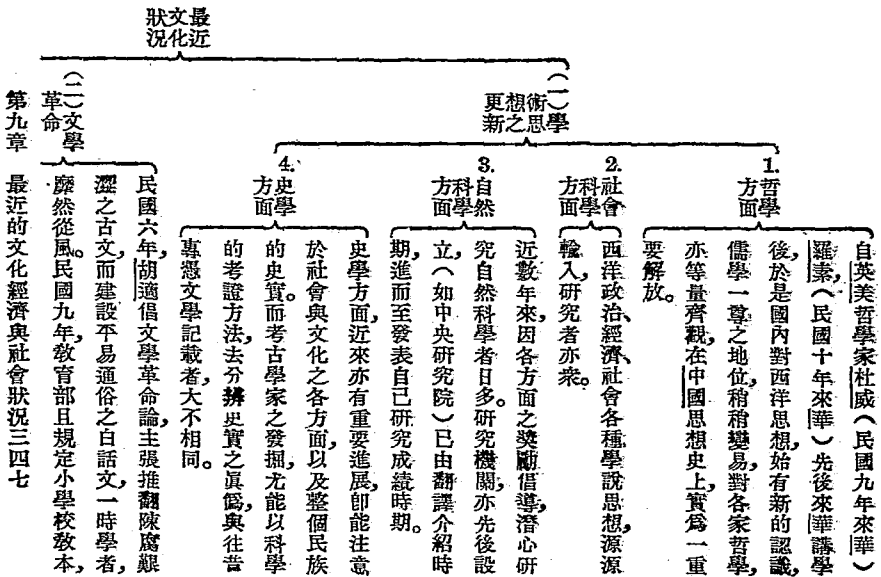 最近
文化
狀況
(一)學
術思
想之
更新
1.哲學
方面
自英美哲學家杜威(民國九年來華)
羅素(民國十年來華)先後來華講學
後,於是國內對西洋思想,始有新的認識,
儒學一尊之地位,稍稍變易,對各家哲學,
亦等量齊觀,在中國思想史上,實爲一重
要解放。
2.社會
科學
方面
西洋政治、經濟、社會各種學說思想,源源
輸入,研究者亦衆。
3.自然
科學
方面
近數年來,因各方面之獎勵倡導,潛心研
究自然科學者日多。研究機關,亦先後設
立,(如中央研究院)已由翻譯介紹時
期,進而至發表自己研究成績時期。
4.史學
方面
史學方面,近來亦有重要進展,卽能注意
於社會與文化之各方面,以及整個民族
的史實。而考古學家之發掘,尤能以科學
的考證方法,去分辨史實之眞僞,與往昔
專憑文學記載者,大不相同。
(二)文學
革命
民國六年,胡適倡文學革命論,主張推翻陳腐艱
澀之古文,而建設平易通俗之白話文,一時學者,
靡然從風。民國九年,敎育部且規定小學校敎本,
第九章 最近的文化經濟與社會狀況 三四七